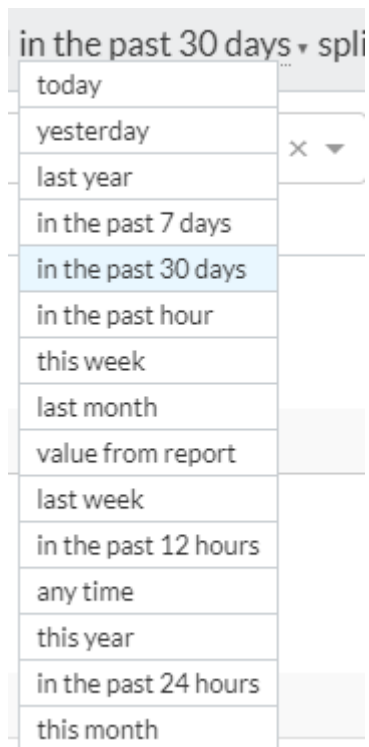 in the past 30 days ▾ spli
today
yesterday
last year
in the past 7 days
in the past 30 days
in the past hour
this week
last month
value from report
last week
in the past 12 hours
any time
this year
in the past 24 hours
this month